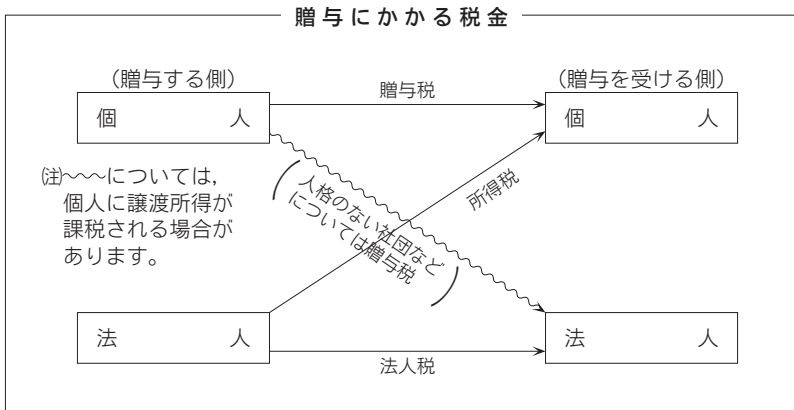 贈与にかかる税金
(贈与する側)
(贈与を受ける側)
個人
贈与税
個人
㊟〰については,
個人に譲渡所得が
課税される場合が
あります。
(人格のない社団など
については贈与税)
所得税
法人
法人税
法人